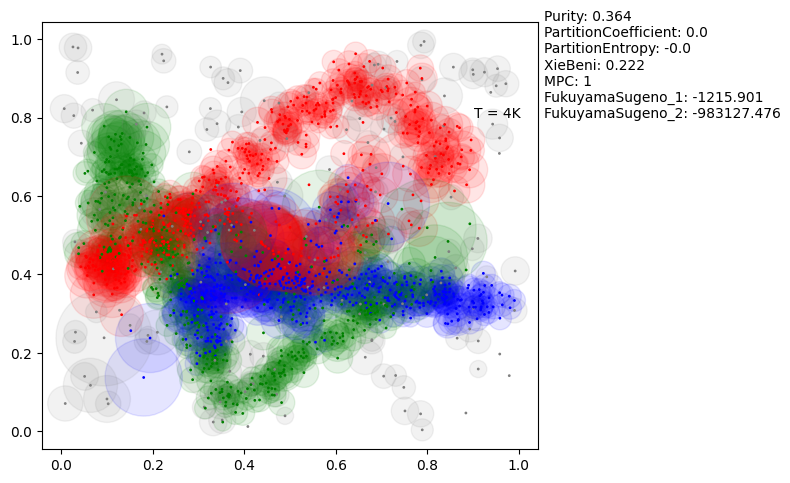 Purity: 0.364
PartitionCoefficient: 0.0
PartitionEntropy: -0.0
XieBeni: 0.222
MPC: 1
FukuyamaSugeno_1: -1215.901
FukuyamaSugeno_2: -983127.476
T = 4K
1.0
0.8
0.6
0.4
0.2
0.0
0.0 0.2 0.4 0.6 0.8 1.0